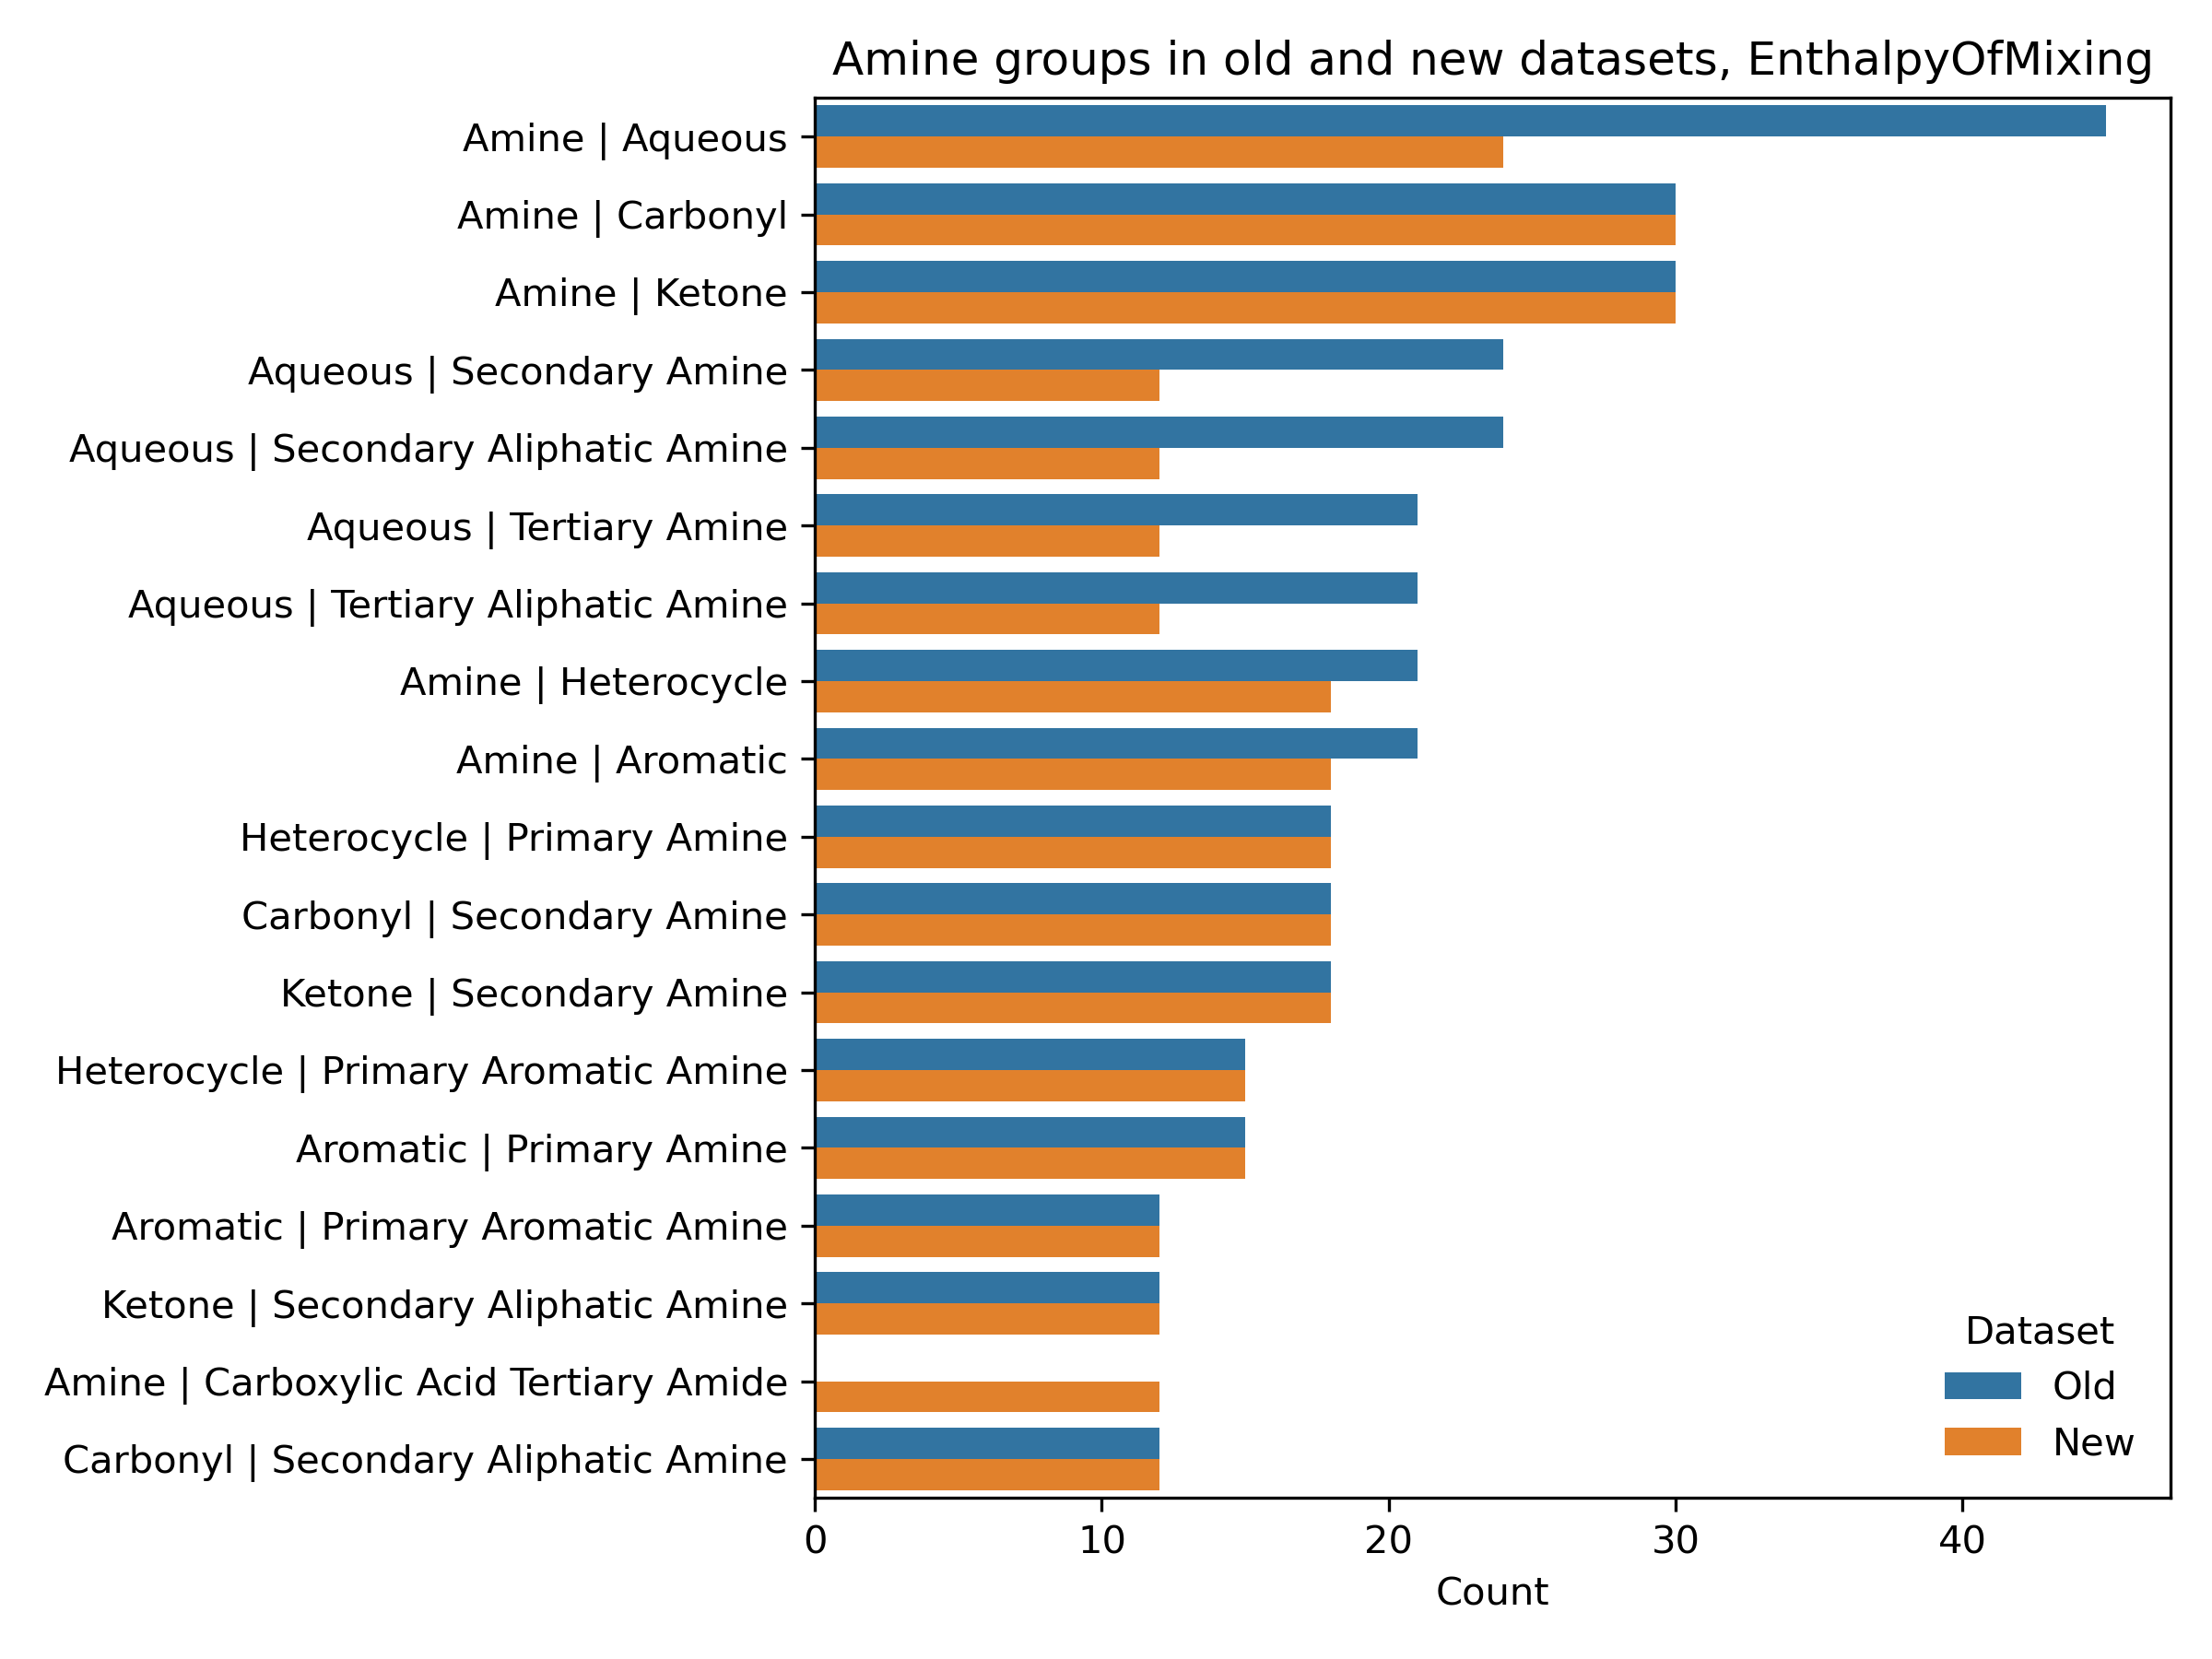 Amine groups in old and new datasets, EnthalpyOfMixing
Amine | Aqueous
Amine | Carbonyl
Amine | Ketone
Aqueous | Secondary Amine
Aqueous | Secondary Aliphatic Amine
Aqueous | Tertiary Amine
Aqueous | Tertiary Aliphatic Amine
Amine | Heterocycle
Amine | Aromatic
Heterocycle | Primary Amine
Carbonyl | Secondary Amine
Ketone | Secondary Amine
Heterocycle | Primary Aromatic Amine
Aromatic | Primary Amine
Aromatic | Primary Aromatic Amine
Ketone | Secondary Aliphatic Amine
Amine | Carboxylic Acid Tertiary Amide
Carbonyl | Secondary Aliphatic Amine
Dataset
Old
New
0 10 20 30 40
Count